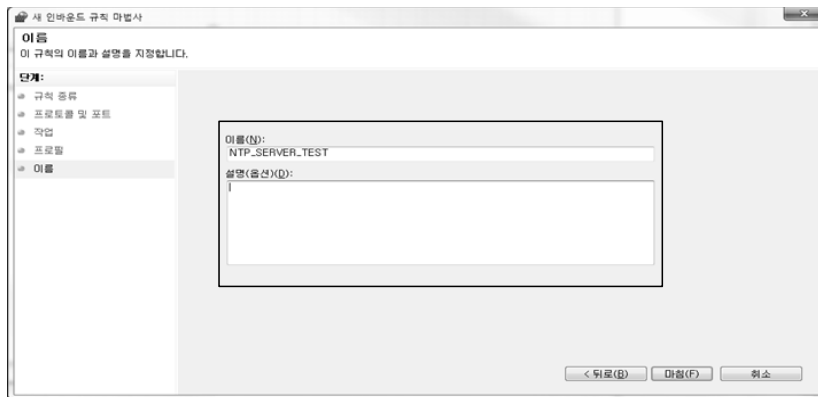 새 인바운드 규칙 마법사
이름
이 규칙의 이름과 설명을 지정합니다.
단계:
규칙 종류
프로토콜 및 포트
작업
프로필
이름
이름(N):
NTP_SERVER_TEST
설명(옵션)(D):
< 뒤로(B)
마침(F)
취소